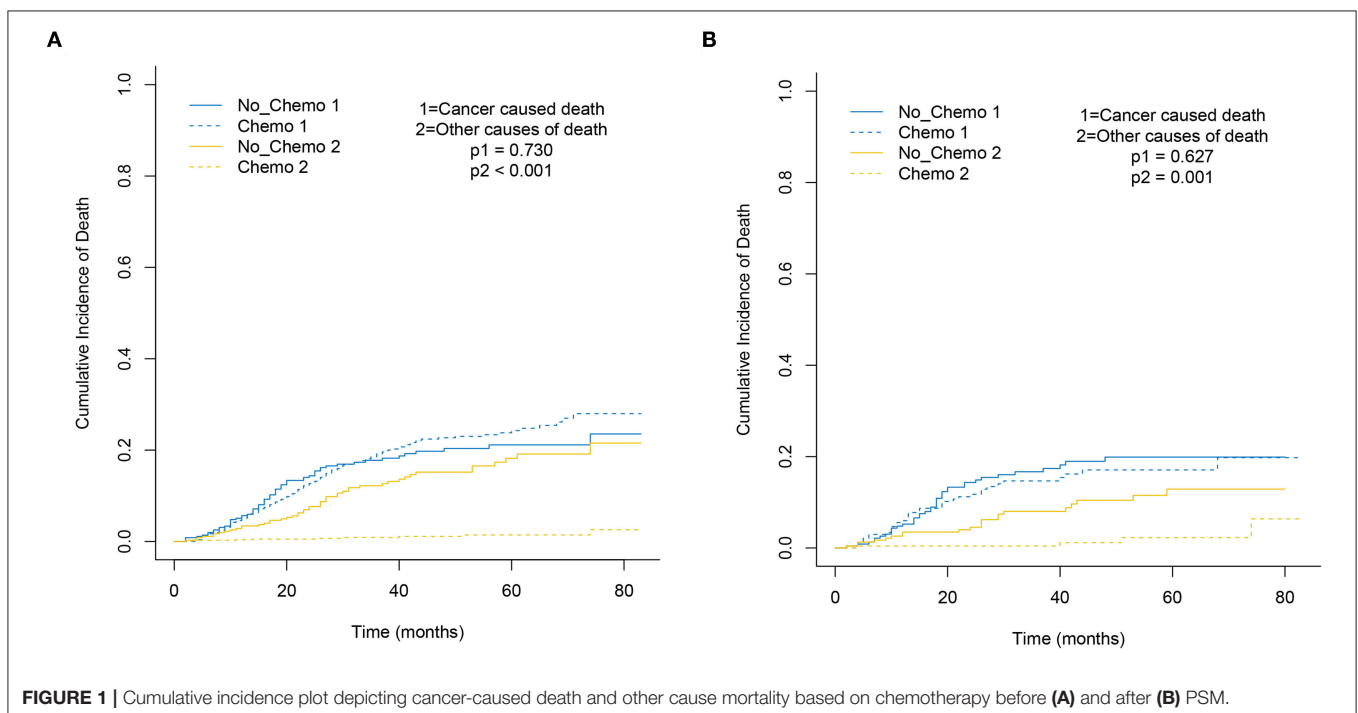 A
Cumulative Incidence of Death
1.0
0.8
0.6
0.4
0.2
0.0
No_Chemo 1
Chemo 1
No_Chemo 2
Chemo 2
1=Cancer caused death
2=Other causes of death
p1 = 0.730
p2 < 0.001
0 20 40 60 80
Time (months)
B
Cumulative Incidence of Death
1.0
0.8
0.6
0.4
0.2
0.0
No_Chemo 1
Chemo 1
No_Chemo 2
Chemo 2
1=Cancer caused death
2=Other causes of death
p1 = 0.627
p2 = 0.001
0 20 40 60 80
Time (months)
FIGURE 1 | Cumulative incidence plot depicting cancer-caused death and other cause mortality based on chemotherapy before (A) and after (B) PSM.